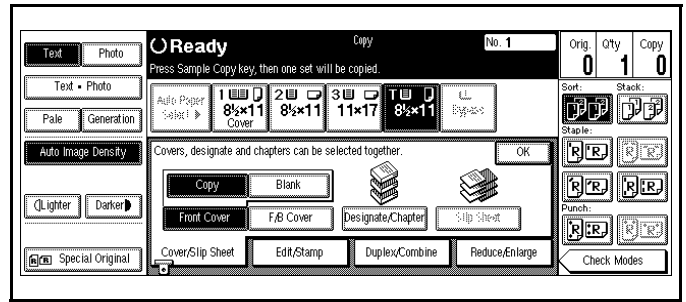 Text Photo
Text • Photo
Pale Generation
Auto Image Density
Lighter Darker
Special Original
Ready Copy No. 1
Press Sample Copy key, then one set will be copied.
Auto Paper Select
1 8½×11 Cover
2 8½×11
3 11×17
T 8½×11
Bypass
Covers, designate and chapters can be selected together. OK
Copy Blank
Front Cover F/B Cover Designate/Chapter Slip Sheet
Cover/Slip Sheet Edit/Stamp Duplex/Combine Reduce/Enlarge
Orig. Q'ty Copy
0 1 0
Sort: Stack:
Staple:
Punch:
Check Modes